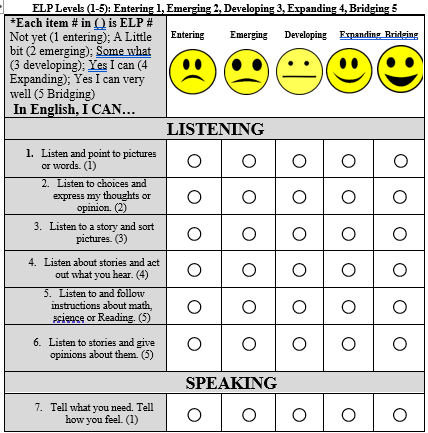 ELP Levels (1-5): Entering 1, Emerging 2, Developing 3, Expanding 4, Bridging 5
*Each item # in () is ELP #
Not yet (1 entering); A Little
bit (2 emerging); Some what
(3 developing); Yes I can (4
Expanding); Yes I can very
well (5 Bridging)
In English, I CAN…
Entering Emerging Developing Expanding Bridging
LISTENING
1. Listen and point to pictures
or words. (1)
2. Listen to choices and
express my thoughts or
opinion. (2)
3. Listen to a story and sort
pictures. (3)
4. Listen about stories and act
out what you hear. (4)
5. Listen to and follow
instructions about math,
science or Reading. (5)
6. Listen to stories and give
opinions about them. (5)
SPEAKING
7. Tell what you need. Tell
how you feel. (1)